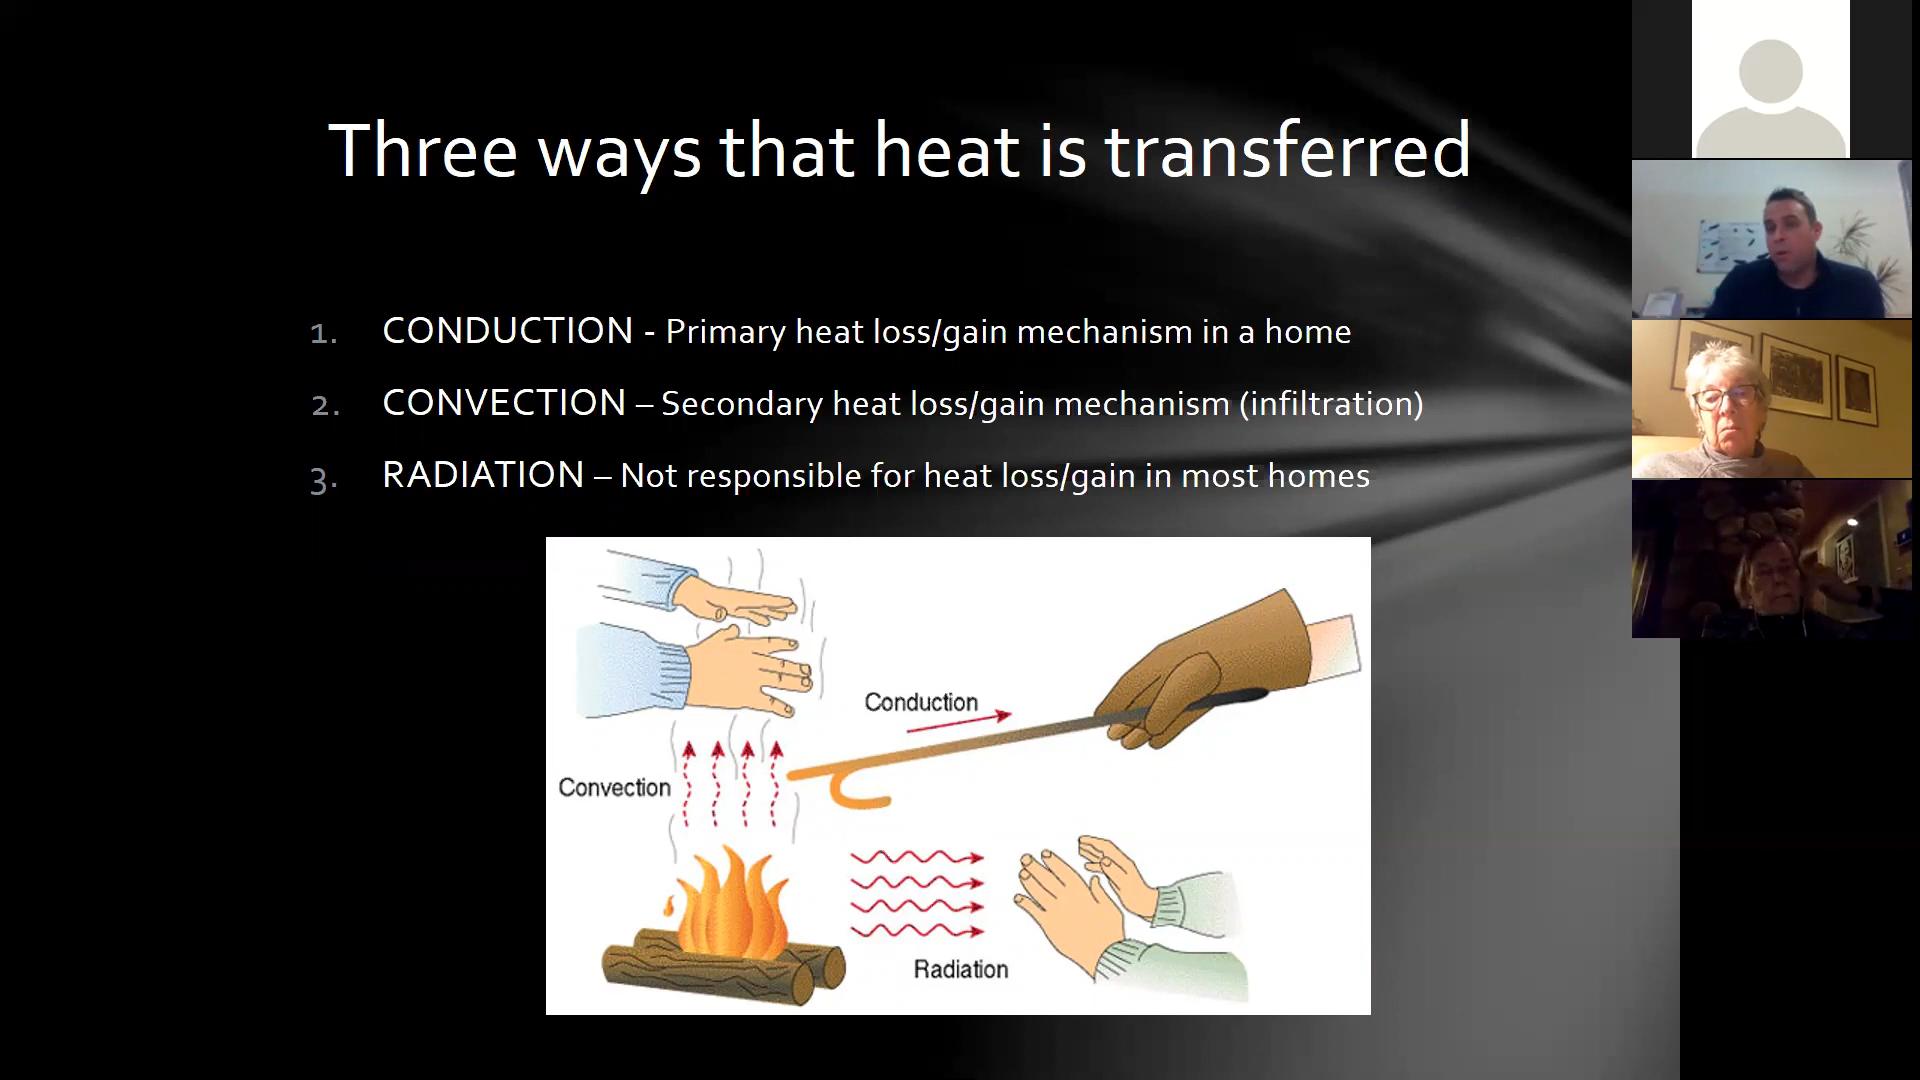 Three ways that heat is transferred
1. CONDUCTION - Primary heat loss/gain mechanism in a home
2. CONVECTION – Secondary heat loss/gain mechanism (infiltration)
3. RADIATION – Not responsible for heat loss/gain in most homes
Conduction
Convection
Radiation